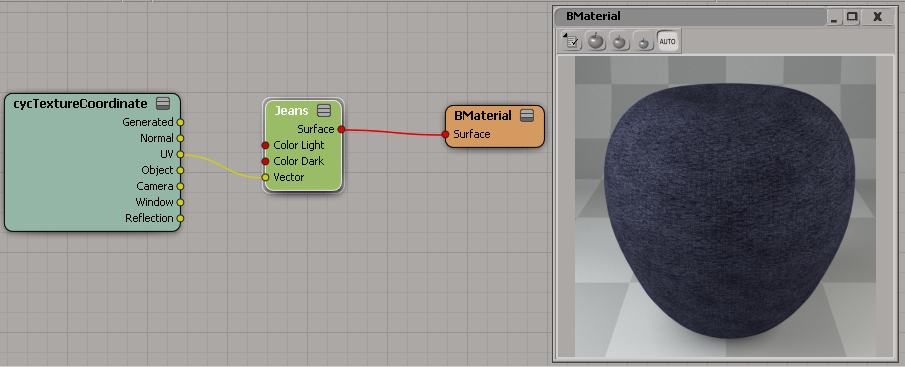 cycTextureCoordinate
Generated
Normal
UV
Object
Camera
Window
Reflection
Jeans
Surface
Color Light
Color Dark
Vector
BMaterial
Surface
BMaterial
AUTO